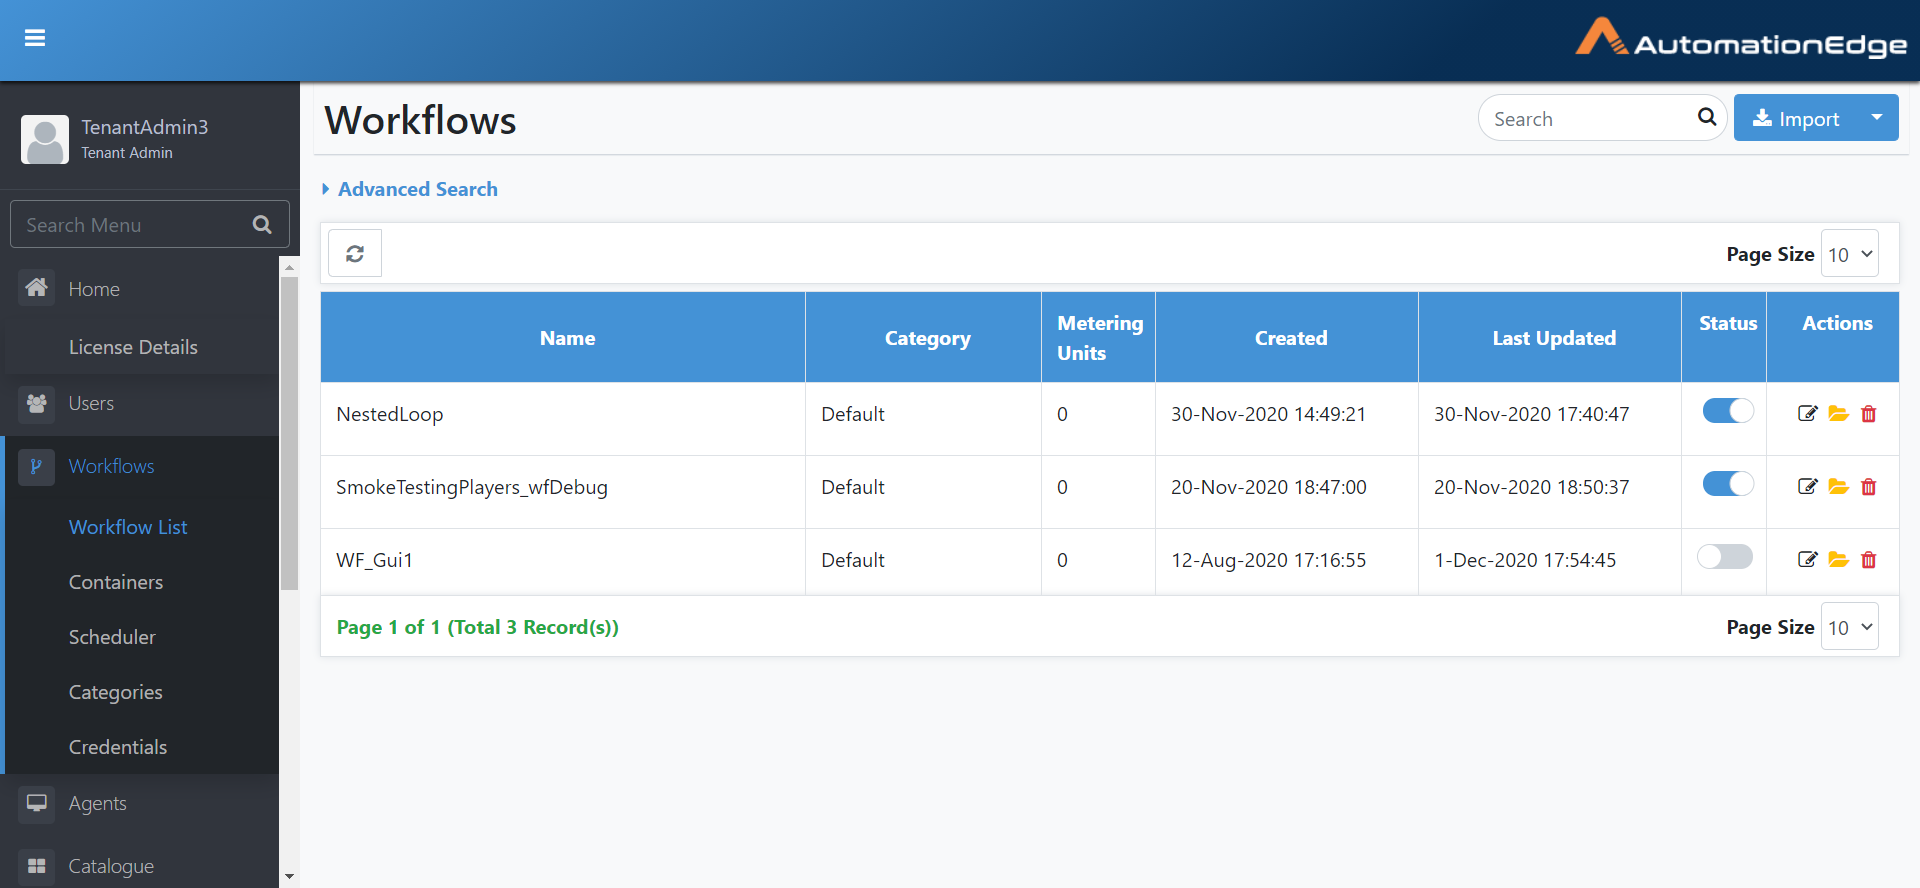 AutomationEdge
TenantAdmin3
Tenant Admin
Search Menu
Home
License Details
Users
Workflows
Workflow List
Containers
Scheduler
Categories
Credentials
Agents
Catalogue
Workflows
Search
Import
Advanced Search
Page Size 10
Name Category Metering Units Created Last Updated Status Actions
NestedLoop Default 0 30-Nov-2020 14:49:21 30-Nov-2020 17:40:47
SmokeTestingPlayers_wfDebug Default 0 20-Nov-2020 18:47:00 20-Nov-2020 18:50:37
WF_Gui1 Default 0 12-Aug-2020 17:16:55 1-Dec-2020 17:54:45
Page 1 of 1 (Total 3 Record(s)) Page Size 10